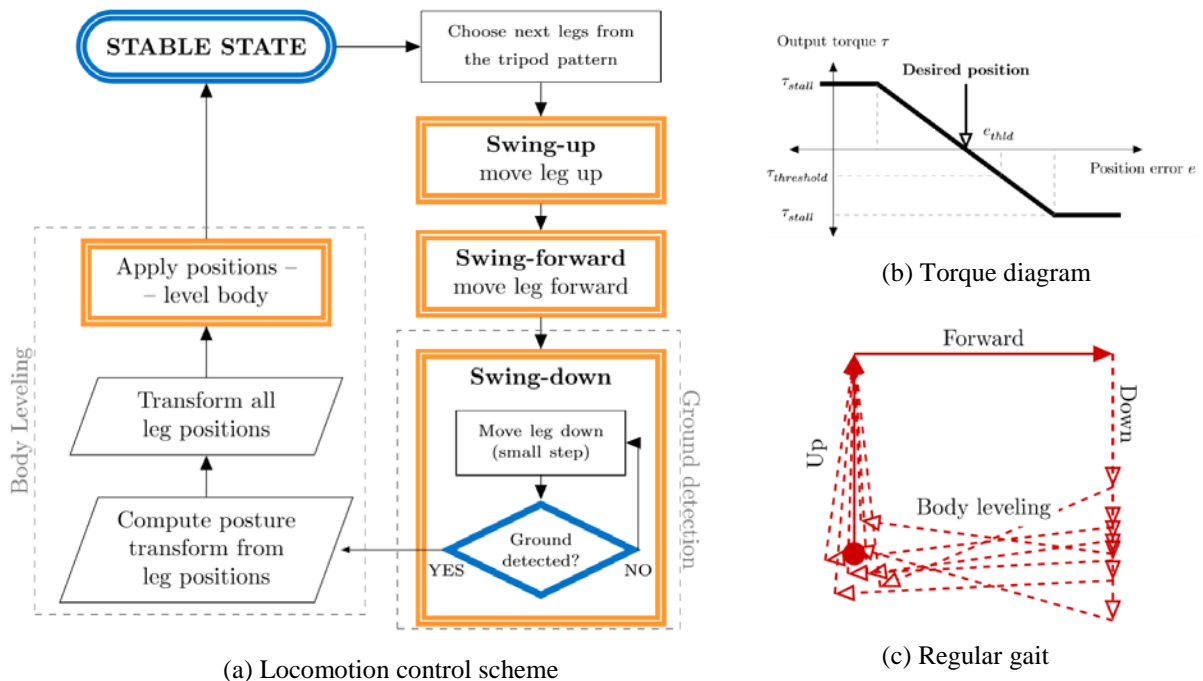 STABLE STATE
Choose next legs from
the tripod pattern
Swing-up
move leg up
Swing-forward
move leg forward
Swing-down
Move leg down
(small step)
Ground
detected?
YES
NO
Ground detection
Compute posture
transform from
leg positions
Transform all
leg positions
Apply positions –
– level body
Body Leveling
(a) Locomotion control scheme
Output torque τ
τstall
Desired position
ethld
Position error e
τthreshold
τstall
(b) Torque diagram
Forward
Up
Down
Body leveling
(c) Regular gait